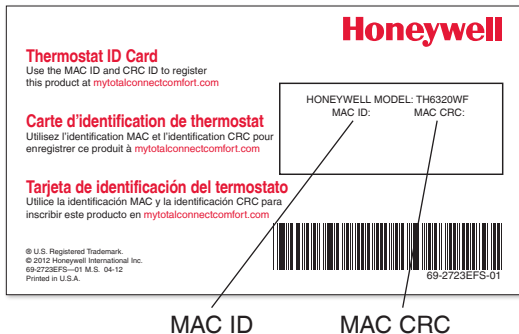 Honeywell
Thermostat ID Card
Use the MAC ID and CRC ID to register
this product at mytotalconnectcomfort.com
HONEYWELL MODEL: TH6320WF
MAC ID: MAC CRC:
Carte d'identification de thermostat
Utilisez l'identification MAC et l'identification CRC pour
enregistrer ce produit à mytotalconnectcomfort.com
Tarjeta de identificación del termostato
Utilice la identificación MAC y la identificación CRC para
inscribir este producto en mytotalconnectcomfort.com
® U.S. Registered Trademark.
© 2012 Honeywell International Inc.
69-2723EFS—01 M.S. 04-12
Printed in U.S.A.
69-2723EFS-01
MAC ID MAC CRC